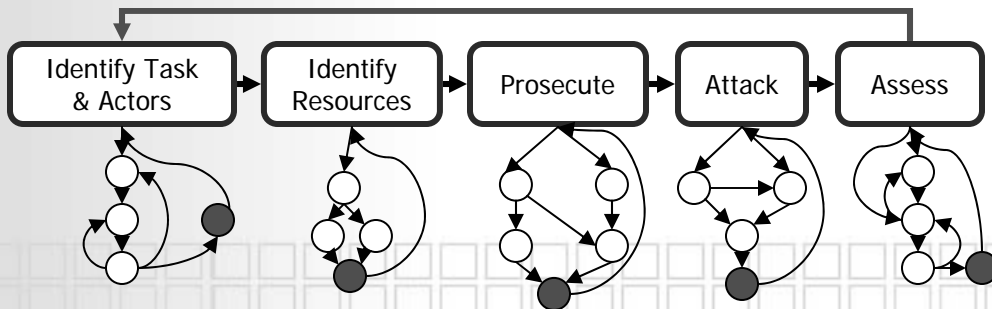 Identify Task
& Actors
Identify
Resources
Prosecute
Attack
Assess